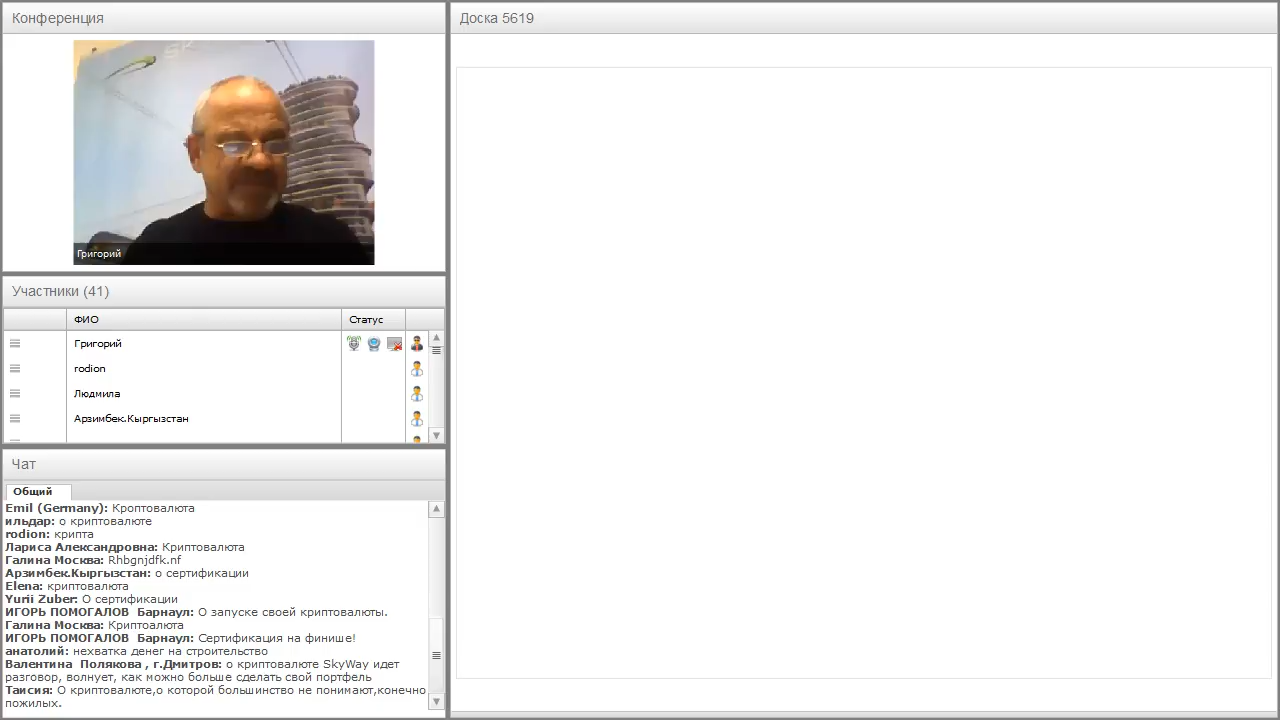 Конференция
Доска 5619
SK
Григорий
Участники (41)
ФИО
Статус
Григорий
rodion
Людмила
Арзимбек.Кыргызстан
Чат
Общий
Emil (Germany): Кроптовалюта
ильдар: о криптовалюте
rodion: крипта
Лариса Александровна: Криптовалюта
Галина Москва: Rhbgnjdfk.nf
Арзимбек.Кыргызстан: о сертификации
Elena: криптовалюта
Yurii Zuber: О сертификации
ИГОРЬ ПОМОГАЛОВ Барнаул: О запуске своей криптовалюты.
Галина Москва: Криптоалюта
ИГОРЬ ПОМОГАЛОВ Барнаул: Сертификация на финише!
анатолий: нехватка денег на строительство
Валентина Полякова , г.Дмитров: о криптовалюте SkyWay идет
разговор, волнует, как можно больше сделать свой портфель
Таисия: О криптовалюте,о которой большинство не понимают,конечно
пожилых.